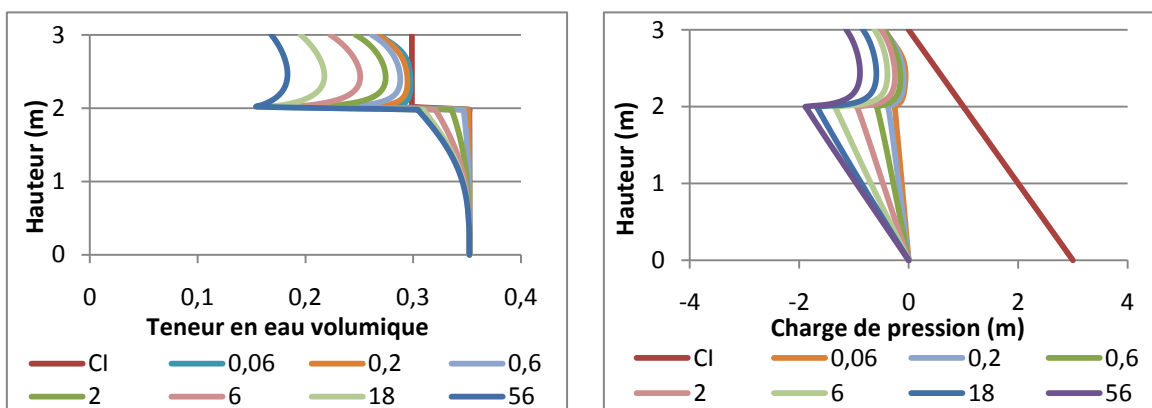 3
2
1
0
Hauteur (m)
0 0,1 0,2 0,3 0,4
Teneur en eau volumique
CI 0,06 0,2 0,6
2 6 18 56
3
2
1
0
Hauteur (m)
-4 -2 0 2 4
Charge de pression (m)
CI 0,06 0,2 0,6
2 6 18 56